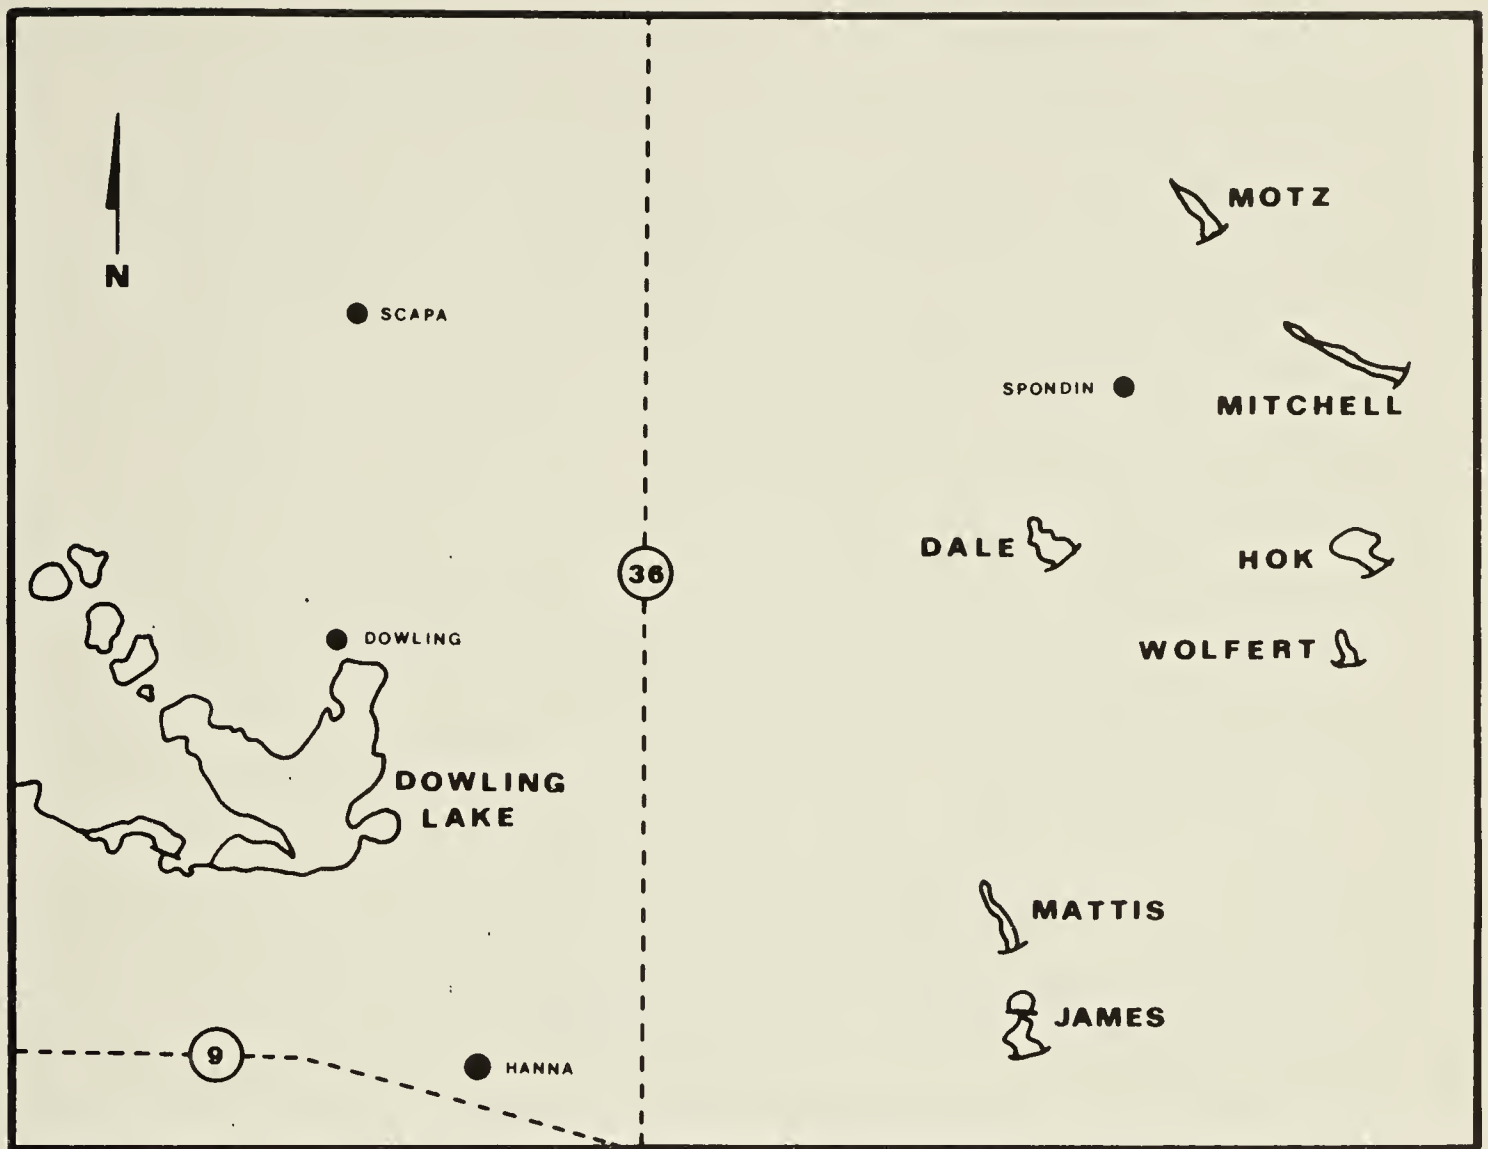 MOTZ
N
SCAPA
SPONDIN
MITCHELL
DALE
HOK
36
DOWLING
WOLFERT
DOWLING
LAKE
MATTIS
JAMES
9
HANNA